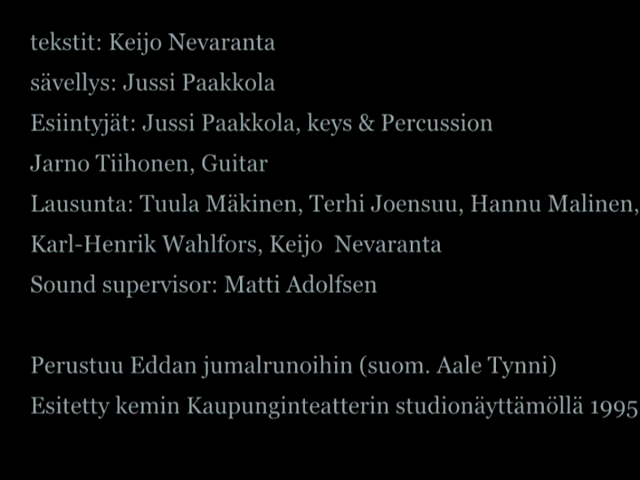 tekstit: Keijo Nevaranta
sävellys: Jussi Paakkola
Esiintyjät: Jussi Paakkola, keys & Percussion
Jarno Tiihonen, Guitar
Lausunta: Tuula Mäkinen, Terhi Joensuu, Hannu Malinen,
Karl-Henrik Wahlfors, Keijo  Nevaranta
Sound supervisor: Matti Adolfsen
Perustuu Eddan jumalrunoihin (suom. Aale Tynni)
Esitetty kemin Kaupunginteatterin studionäyttämöllä 1995